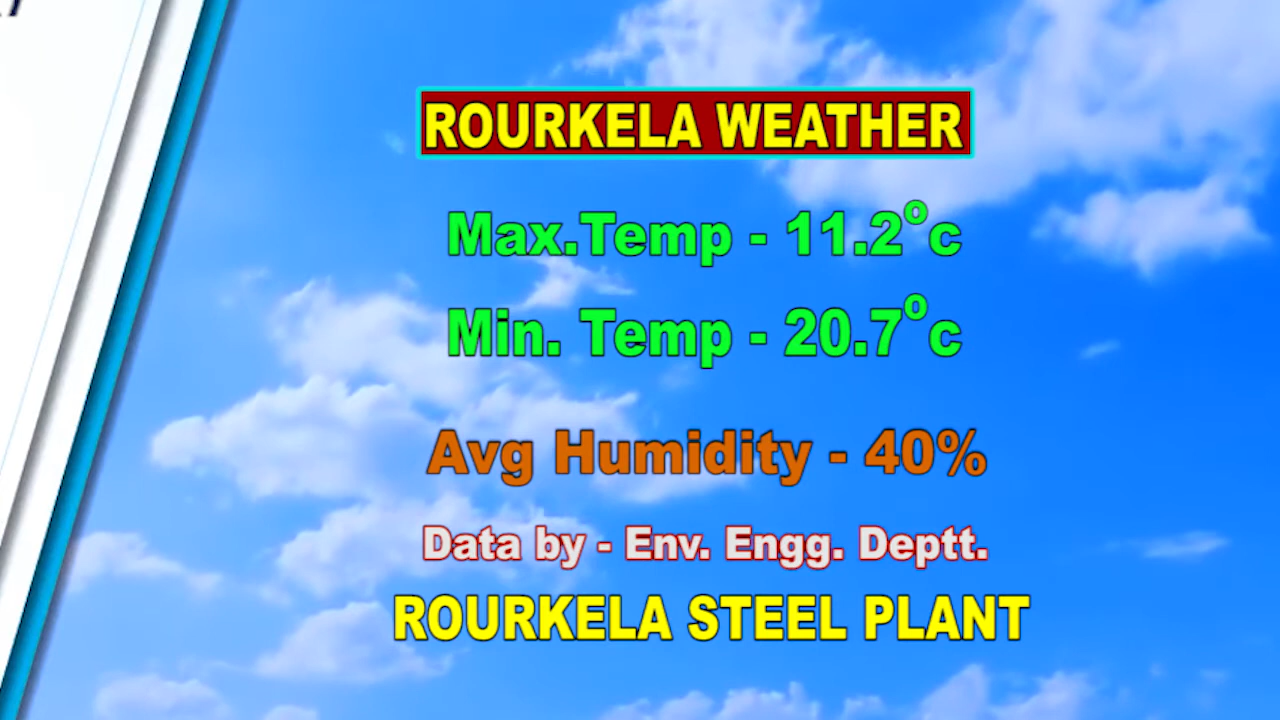 ROURKELA WEATHER
Max.Temp - 11.2°c
Min. Temp - 20.7°c
Avg Humidity - 40%
Data by - Env. Engg. Deptt.
ROURKELA STEEL PLANT